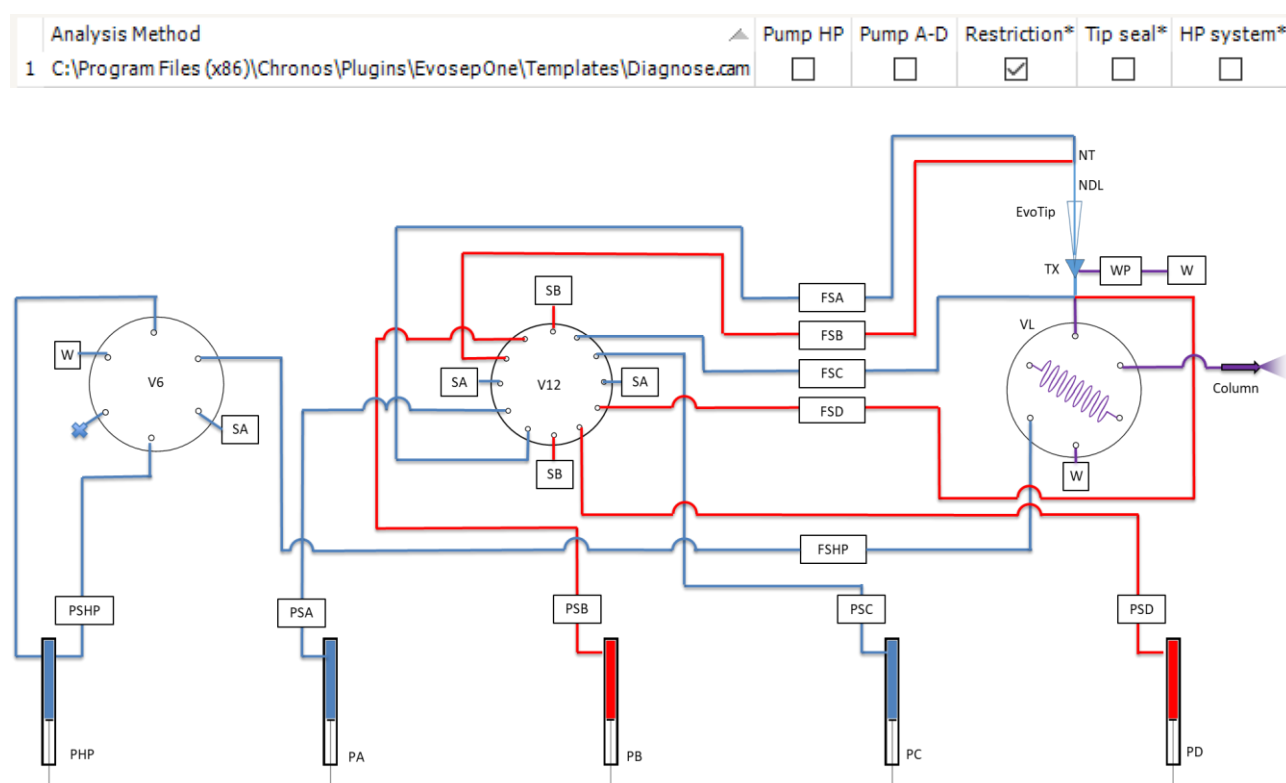 Analysis Method Pump HP Pump A-D Restriction* Tip seal* HP system*
1 C:\Program Files (x86)\Chronos\Plugins\EvosepOne\Templates\Diagnose.cam
NT
NDL
EvoTip
TX WP W
SB FSA
FSB VL
W V6 SA V12 SA FSC Column
SA FSD
SB W
FSHP
PSHP PSA PSB PSC PSD
PHP PA PB PC PD